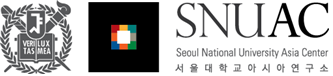 VERI LUX
TAS MEA
SNUAC
Seoul National University Asia Center
서울대학교아시아연구소